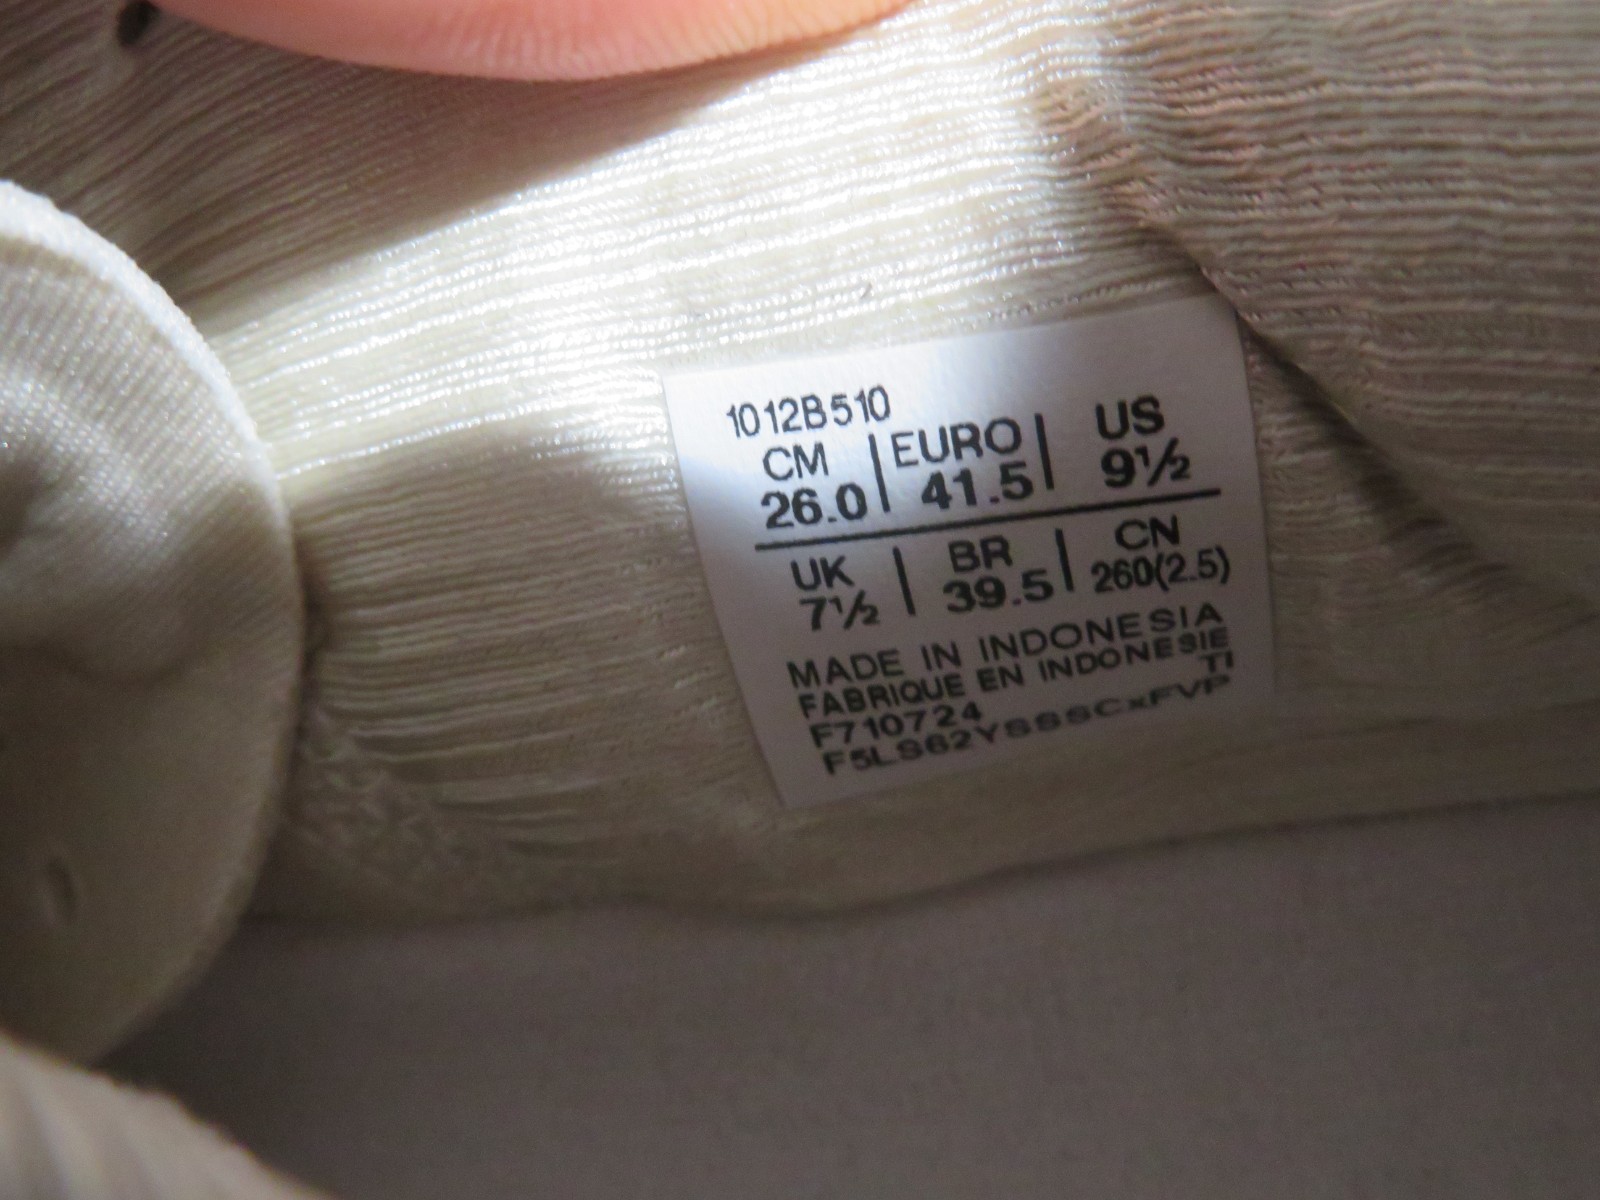 1012B510
CM | EURO | US
26.0 | 41.5 | 9½
UK | BR | CN
7½ | 39.5 | 260(2.5)
MADE IN INDONESIA
FABRIQUE EN INDONESIE
TI
F710724
F5LS62YSSSCxFVP